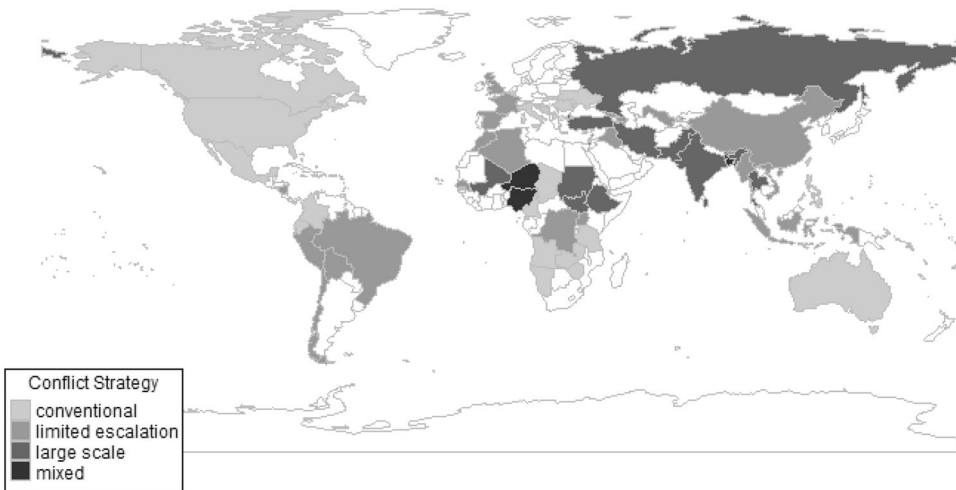 Conflict Strategy
conventional
limited escalation
large scale
mixed